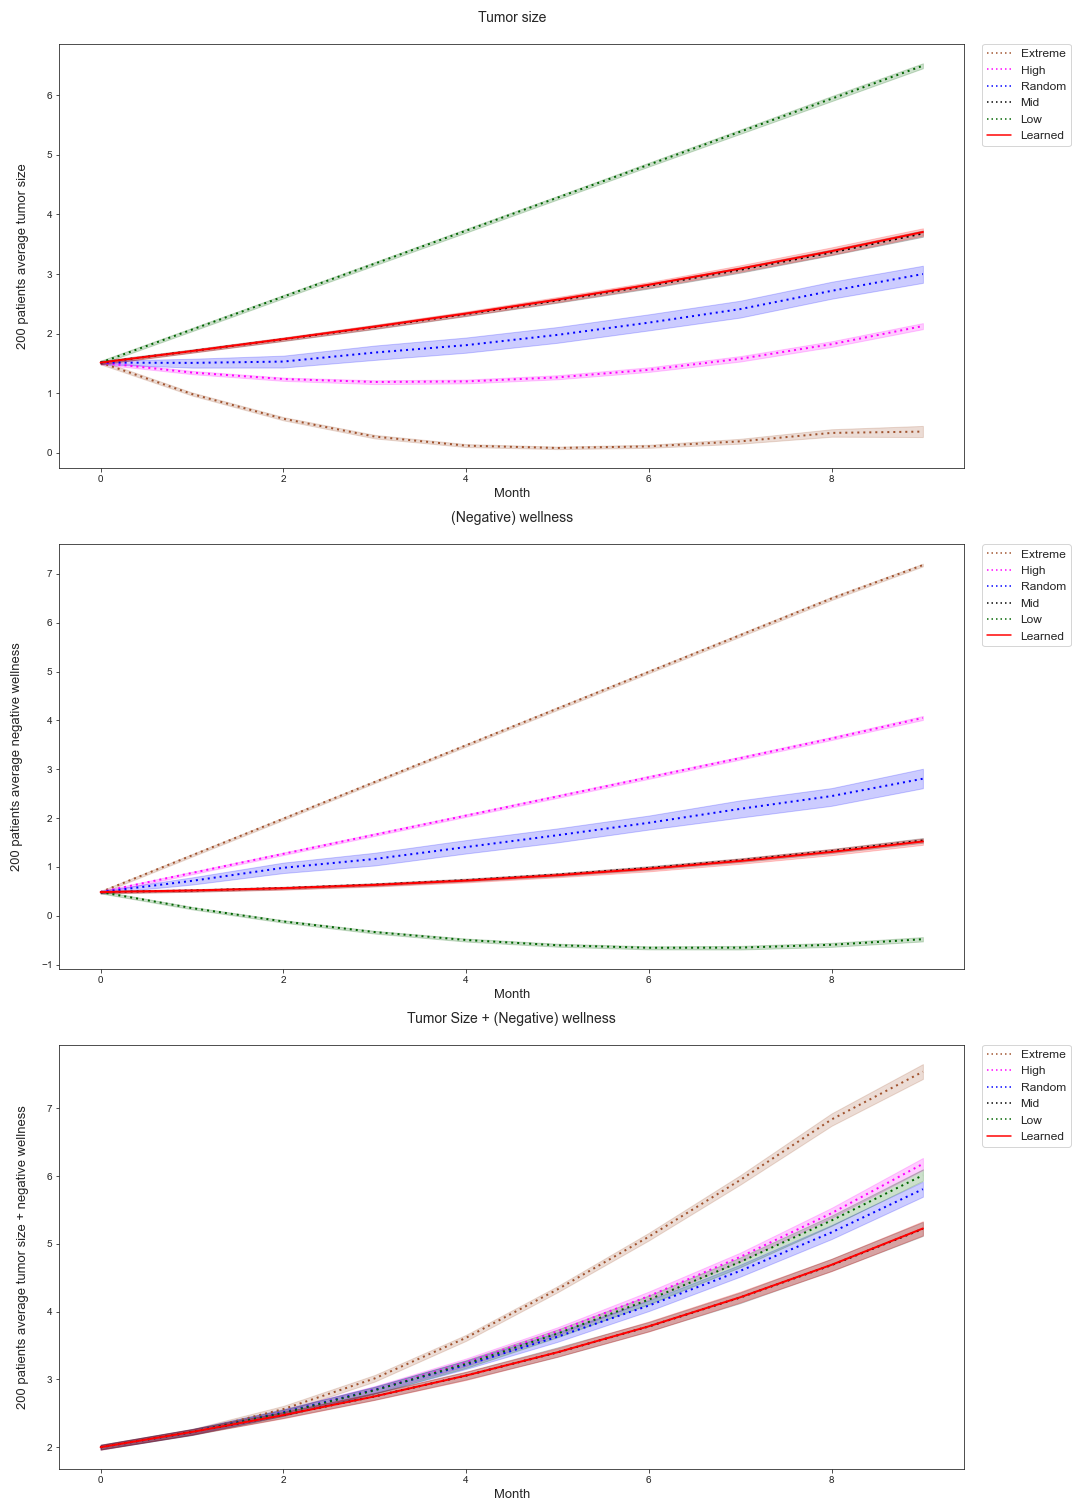 Tumor size
200 patients average tumor size
6
5
4
3
2
1
0
0 2 4 6 8
Month
Extreme
High
Random
Mid
Low
Learned
(Negative) wellness
200 patients average negative wellness
7
6
5
4
3
2
1
0
−1
0 2 4 6 8
Month
Extreme
High
Random
Mid
Low
Learned
Tumor Size + (Negative) wellness
200 patients average tumor size + negative wellness
7
6
5
4
3
2
0 2 4 6 8
Month
Extreme
High
Random
Mid
Low
Learned